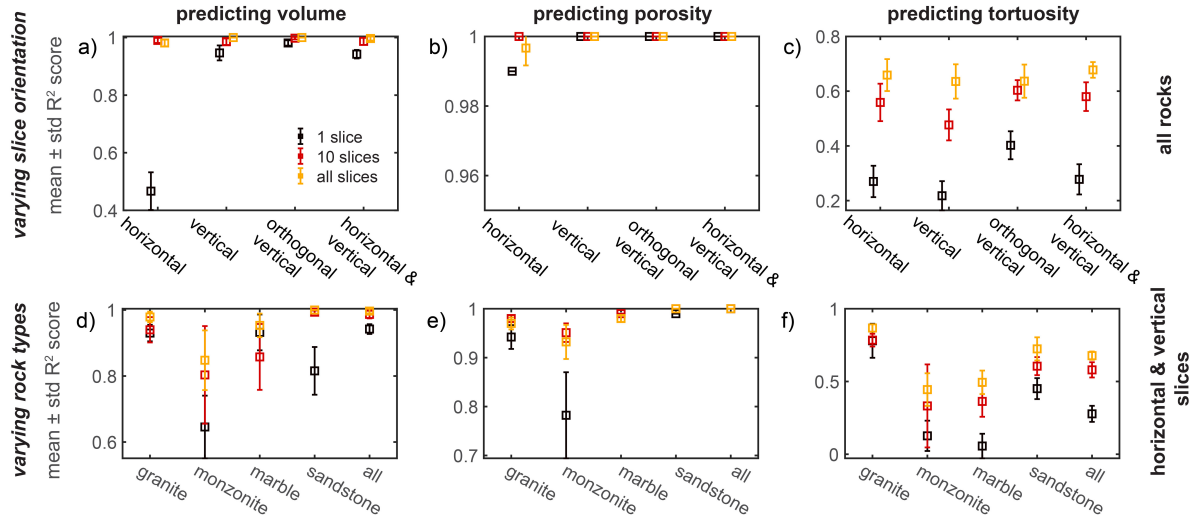 predicting volume
predicting porosity
predicting tortuosity
varying slice orientation
mean ± std R² score
a)
1
0.8
0.6
0.4
1 slice
10 slices
all slices
horizontal
vertical
orthogonal
vertical
horizontal &
vertical
b)
1
0.98
0.96
horizontal
vertical
orthogonal
vertical
horizontal &
vertical
c)
0.8
0.6
0.4
0.2
horizontal
vertical
orthogonal
vertical
horizontal &
vertical
all rocks
varying rock types
mean ± std R² score
d)
1
0.8
0.6
granite
monzonite
marble
sandstone
all
e)
1
0.9
0.8
0.7
granite
monzonite
marble
sandstone
all
f)
1
0.5
0
granite
monzonite
marble
sandstone
all
horizontal & vertical
slices